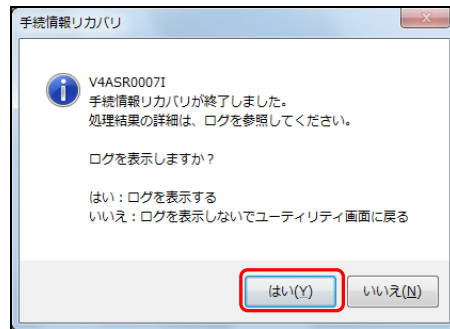 手続情報リカバリ
V4ASR0007I
手続情報リカバリが終了しました。
処理結果の詳細は、ログを参照してください。
ログを表示しますか？
はい：ログを表示する
いいえ：ログを表示しないでユーティリティ画面に戻る
はい(Y) いいえ(N)